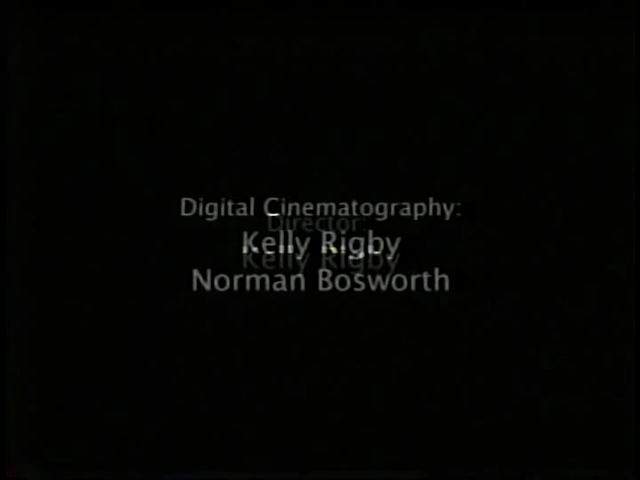 Digital Cinematography:
Director:
Kelly Rigby
Kelly Rigby
Norman Bosworth